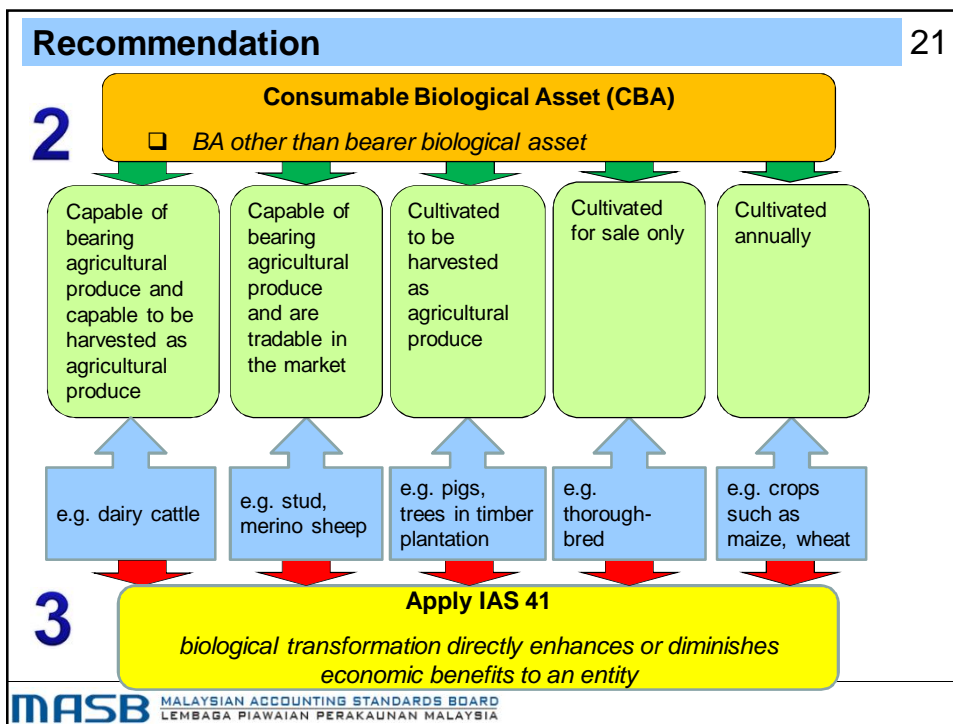 Recommendation
21
2
Consumable Biological Asset (CBA)
❑ BA other than bearer biological asset
Capable of
bearing
agricultural
produce and
capable to be
harvested as
agricultural
produce
Capable of
bearing
agricultural
produce
and are
tradable in
the market
Cultivated
to be
harvested
as
agricultural
produce
Cultivated
for sale only
Cultivated
annually
e.g. dairy cattle
e.g. stud,
merino sheep
e.g. pigs,
trees in timber
plantation
e.g.
thorough-
bred
e.g. crops
such as
maize, wheat
3
Apply IAS 41
biological transformation directly enhances or diminishes
economic benefits to an entity
MASB
MALAYSIAN ACCOUNTING STANDARDS BOARD
LEMBAGA PIAWAIAN PERAKAUNAN MALAYSIA